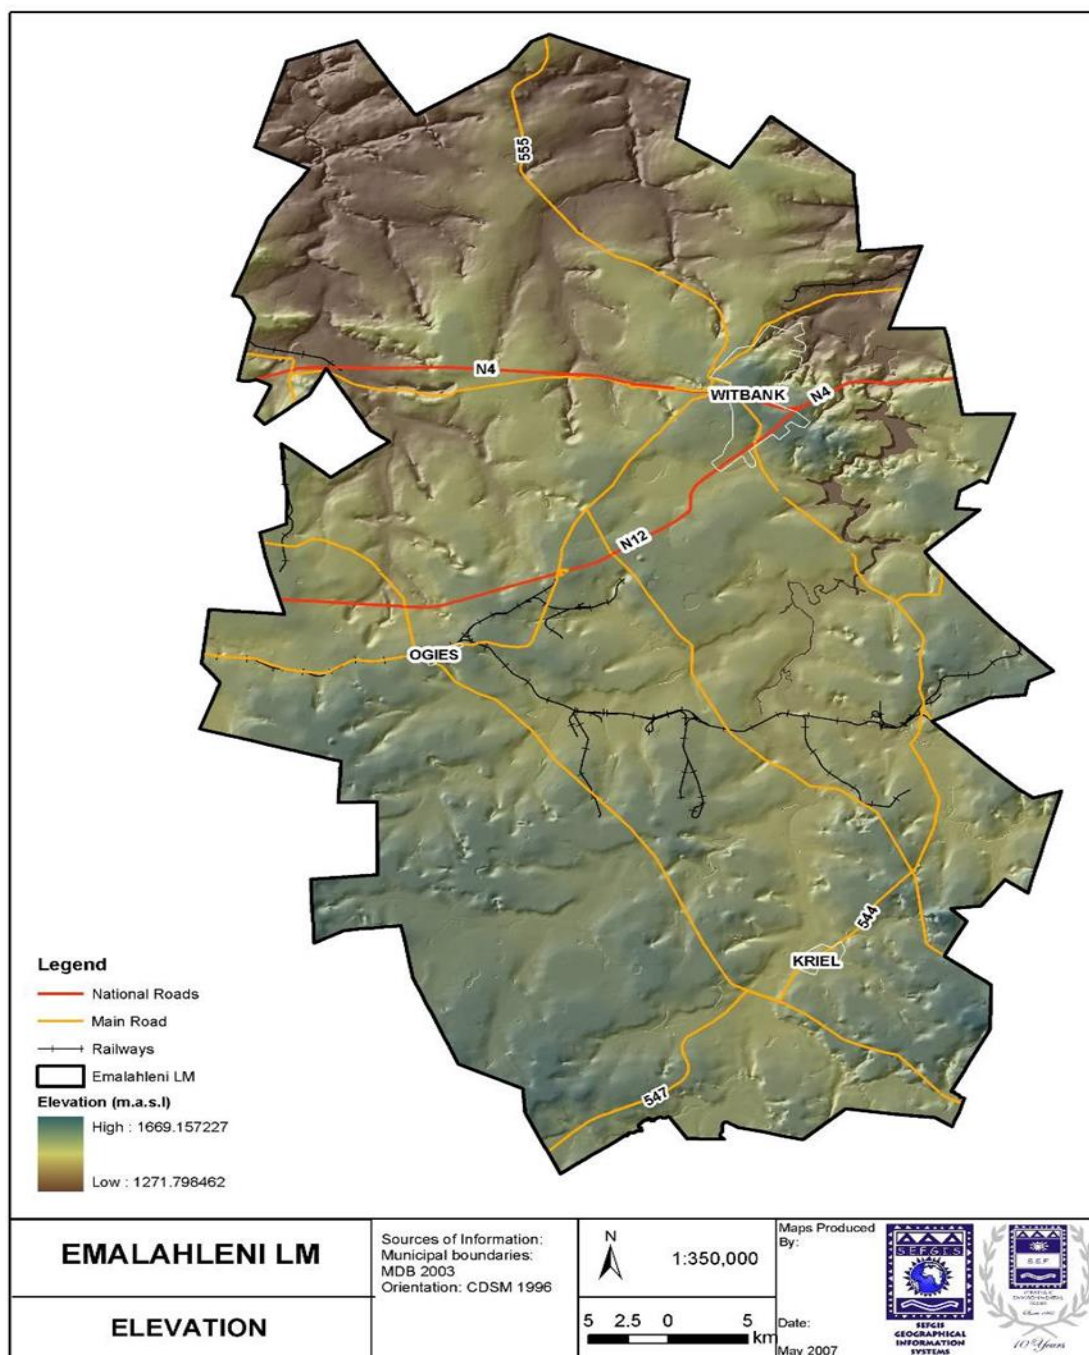 555
N4
WITBANK
N4
N12
OGIES
544
KRIEL
547
Legend
National Roads
Main Road
Railways
Emalahleni LM
Elevation (m.a.s.l)
High : 1669.157227
Low : 1271.798462
EMALAHLENI LM
ELEVATION
Sources of Information:
Municipal boundaries:
MDB 2003
Orientation: CDSM 1996
N
1:350,000
5 2.5 0 5
km
Maps Produced
By:
Date:
May 2007
SEFGIS
SEFGIS
GEOGRAPHICAL
INFORMATION
SYSTEMS
S.E.F.
10 Years